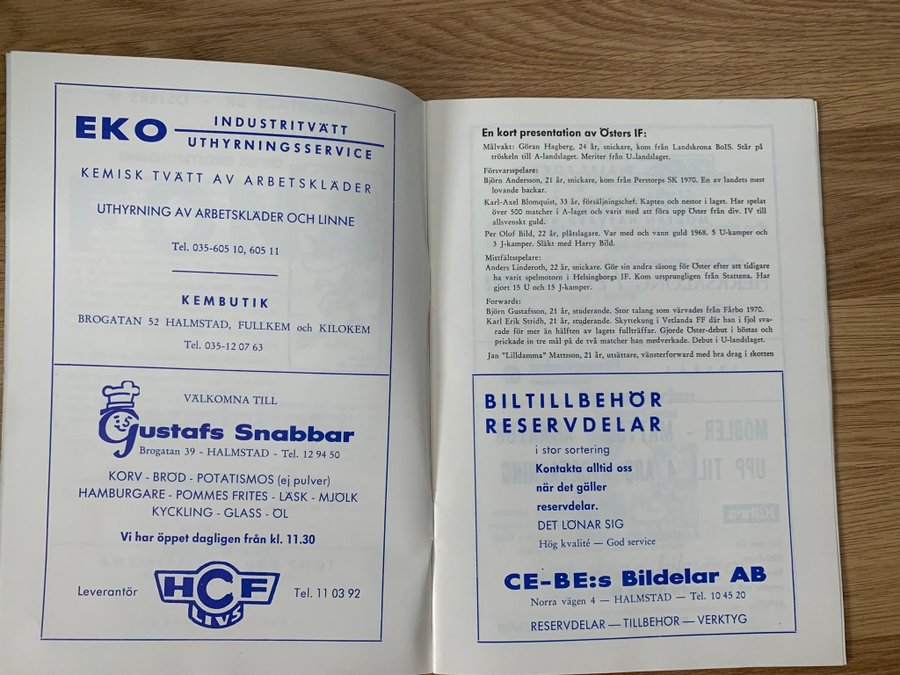 EKO INDUSTRITVÄTT
UTHYRNINGSSERVICE
KEMISK TVÄTT AV ARBETSKLÄDER
UTHYRNING AV ARBETSKLÄDER OCH LINNE
Tel. 035-605 10, 605 11
KEMBUTIK
BROGATAN 52 HALMSTAD, FULLKEM och KILOKEM
Tel. 035-12 07 63
VÄLKOMNA TILL
Gustafs Snabbar
Brogatan 39 - HALMSTAD - Tel. 12 94 50
KORV - BRÖD - POTATISMOS (ej pulver)
HAMBURGARE - POMMES FRITES - LÄSK - MJÖLK
KYCKLING - GLASS - ÖL
Vi har öppet dagligen från kl. 11.30
Leverantör HCF LIVS Tel. 11 03 92
En kort presentation av Östers IF:
Målvakt: Göran Hagberg, 24 år, snickare, kom från Landskrona BoIS. Står på
tröskeln till A-landslaget. Meriter från U-landslaget.
Försvarsspelare:
Björn Andersson, 21 år, snickare, kom från Perstorps SK 1970. En av landets mest
lovande backar.
Karl-Axel Blomquist, 33 år, försäljningschef. Kapten och nestor i laget. Har spelat
över 500 matcher i A-laget och varit med att föra upp Öster från div. IV till
allsvenskt guld.
Per Olof Bild, 22 år, plåtslagare. Var med och vann guld 1968. 5 U-kamper och
3 J-kamper. Släkt med Harry Bild.
Mittfältsspelare:
Anders Linderoth, 22 år, snickare. Gör sin andra säsong för Öster efter att tidigare
ha varit spelmotoen i Helsingborgs IF. Kom ursprungligen från Stattena. Har
gjort 15 U och 15 J-kamper.
Forwards:
Björn Gustafsson, 21 år, studerande. Stor talang som värvades från Fårbo 1970.
Karl Erik Stridh, 21 år, studerande. Skyttekung i Vetlanda FF där han i fjol sva-
rade för mer än hälften av lagets fullträffar. Gjorde Öster-debut i höstas och
prickade in tre mål på de två matcher han medverkade. Debut i U-landslaget.
Jan "Lilldamma" Mattsson, 21 år, utsättare, vänsterforward med bra drag i skotten
BILTILLBEHÖR
RESERVDELAR
i stor sortering
Kontakta alltid oss
när det gäller
reservdelar.
DET LÖNAR SIG
Hög kvalité — God service
CE-BE:s Bildelar AB
Norra vägen 4 — HALMSTAD — Tel. 10 45 20
RESERVDELAR — TILLBEHÖR — VERKTYG